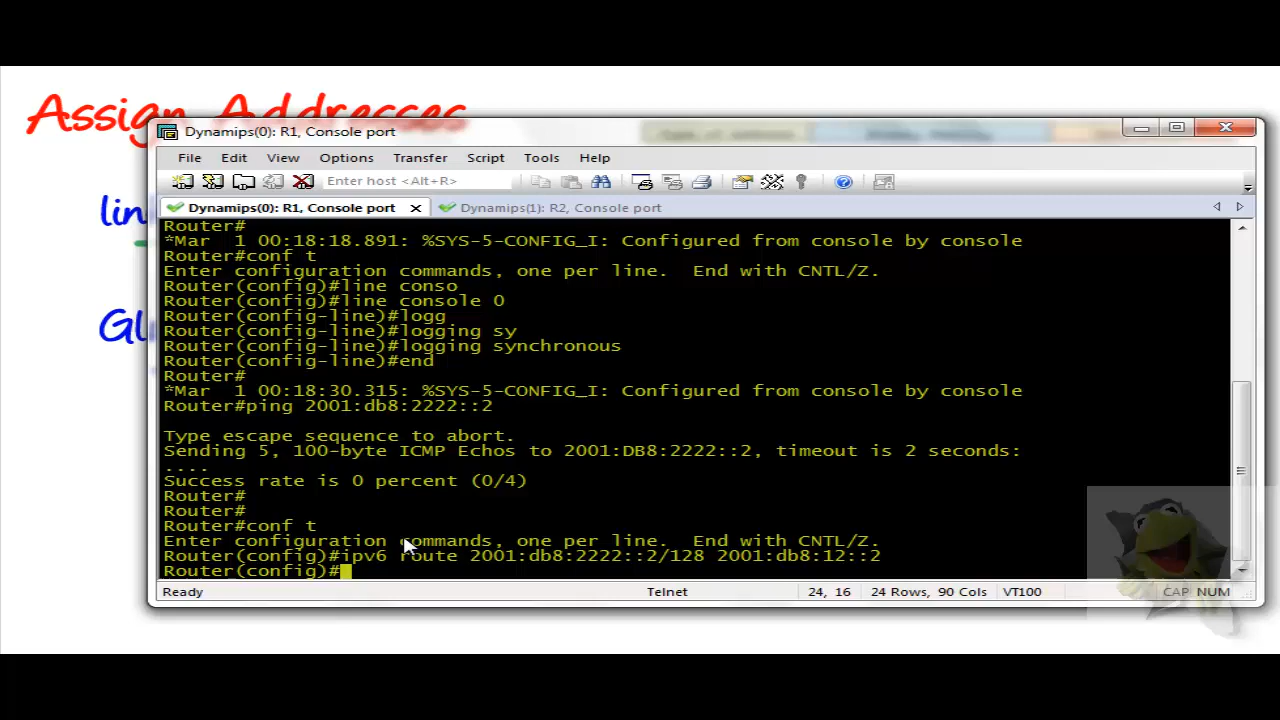 Assign Addresses
Dynamips(0): R1, Console port
File Edit View Options Transfer Script Tools Help
Enter host <Alt+R>
Dynamips(0): R1, Console port Dynamips(1): R2, Console port
lin
Gl
Router#
*Mar  1 00:18:18.891: %SYS-5-CONFIG_I: Configured from console by console
Router#conf t
Enter configuration commands, one per line.  End with CNTL/Z.
Router(config)#line conso
Router(config)#line console 0
Router(config-line)#logg
Router(config-line)#logging sy
Router(config-line)#logging synchronous
Router(config-line)#end
Router#
*Mar  1 00:18:30.315: %SYS-5-CONFIG_I: Configured from console by console
Router#ping 2001:db8:2222::2
Type escape sequence to abort.
Sending 5, 100-byte ICMP Echos to 2001:DB8:2222::2, timeout is 2 seconds:
....
Success rate is 0 percent (0/4)
Router#
Router#
Router#conf t
Enter configuration commands, one per line.  End with CNTL/Z.
Router(config)#ipv6 route 2001:db8:2222::2/128 2001:db8:12::2
Router(config)#
Ready Telnet 24, 16 24 Rows, 90 Cols VT100 CAP NUM